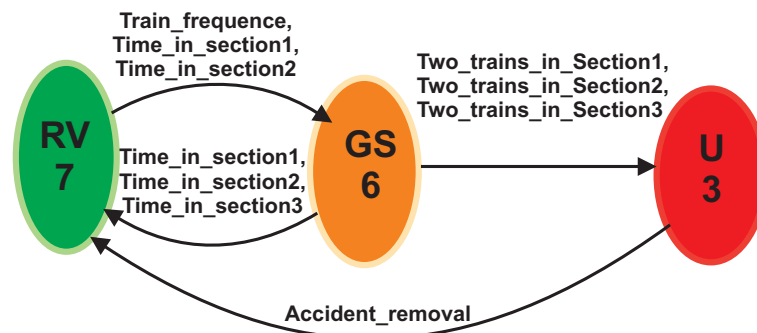 Train_frequence,
Time_in_section1,
Time_in_section2
Two_trains_in_Section1,
Two_trains_in_Section2,
Two_trains_in_Section3
RV
7
Time_in_section1,
Time_in_section2,
Time_in_section3
GS
6
U
3
Accident_removal